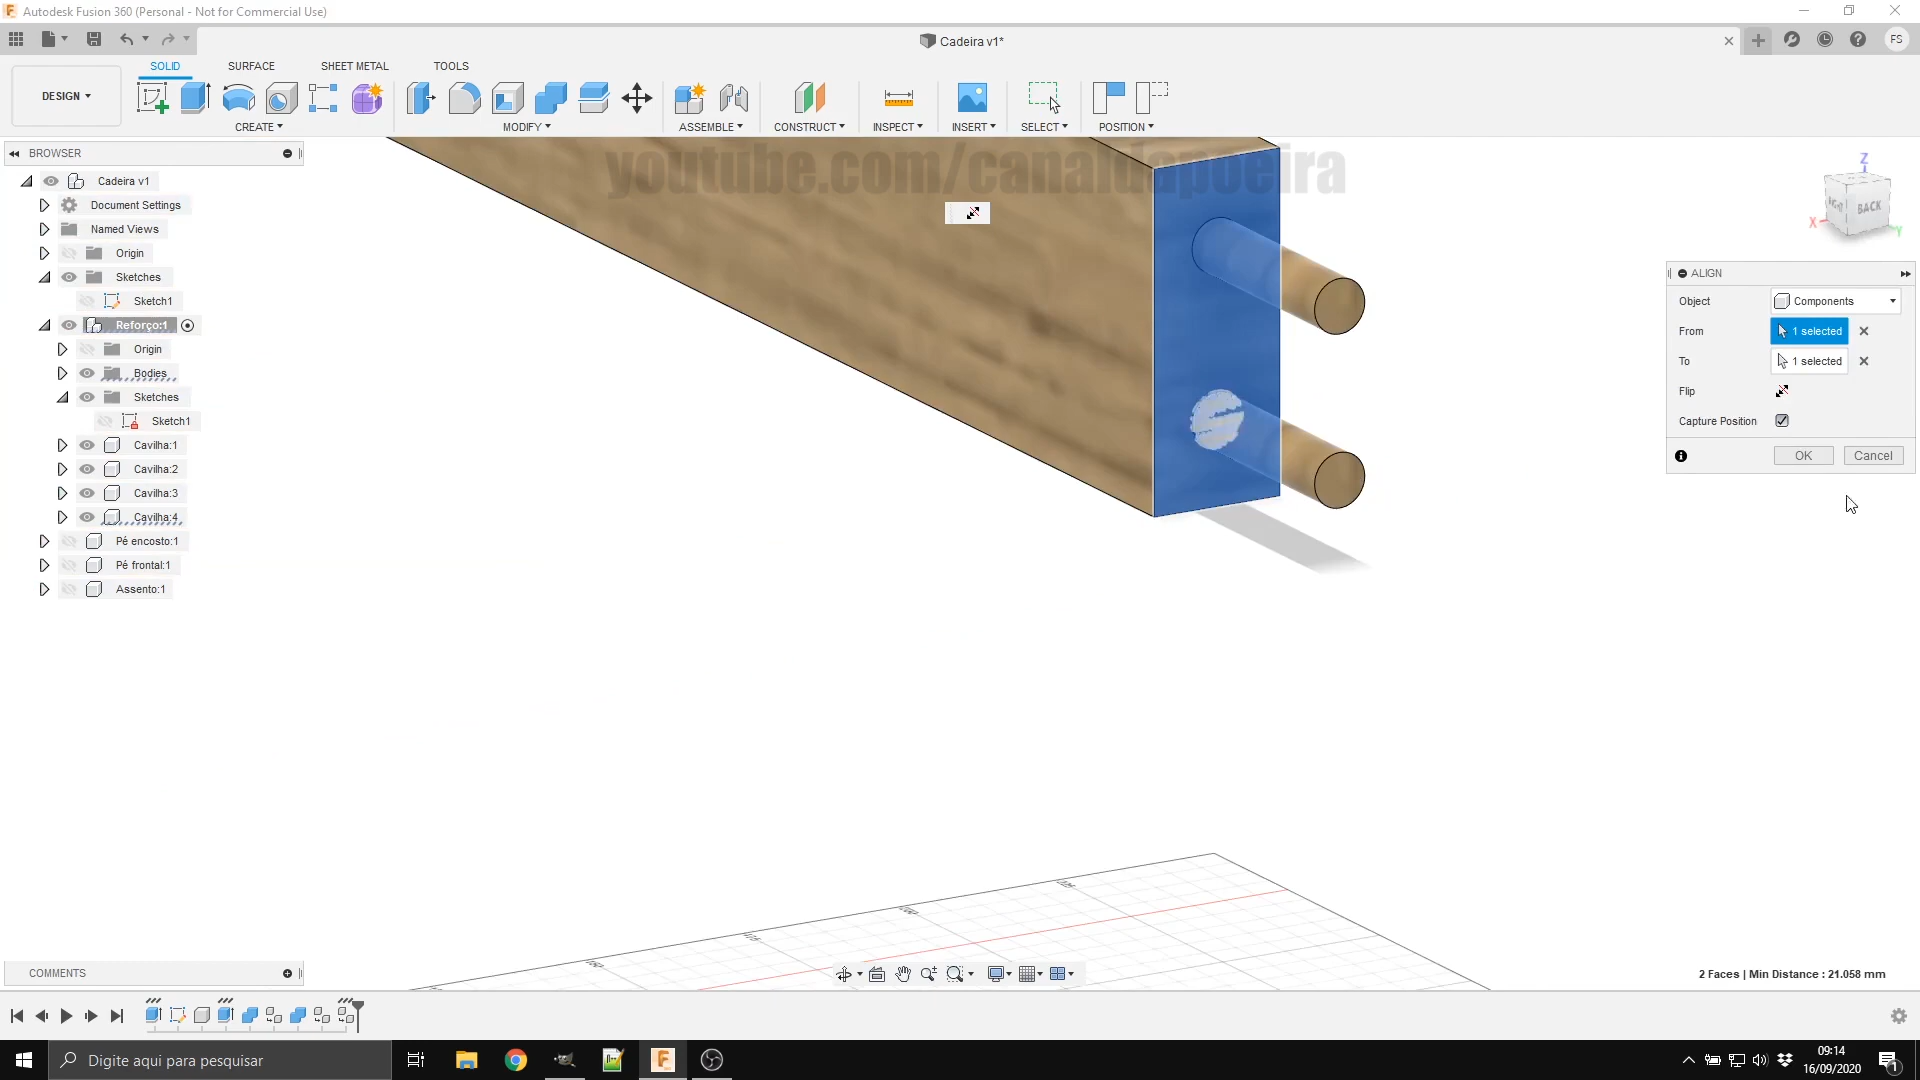 Autodesk Fusion 360 (Personal - Not for Commercial Use)
Cadeira v1*
FS
DESIGN
SOLID
SURFACE
SHEET METAL
TOOLS
CREATE
MODIFY
ASSEMBLE
CONSTRUCT
INSPECT
INSERT
SELECT
POSITION
youtube.com/canaldapoeira
BROWSER
Cadeira v1
Document Settings
Named Views
Origin
Sketches
Sketch1
Reforço:1
Origin
Bodies
Sketches
Sketch1
Cavilha:1
Cavilha:2
Cavilha:3
Cavilha:4
Pé encosto:1
Pé frontal:1
Assento:1
Z
X
Y
RIGHT
BACK
ALIGN
Object
Components
From
1 selected
To
1 selected
Flip
Capture Position
OK
Cancel
COMMENTS
2 Faces | Min Distance : 21.058 mm
Digite aqui para pesquisar
09:14
16/09/2020
1